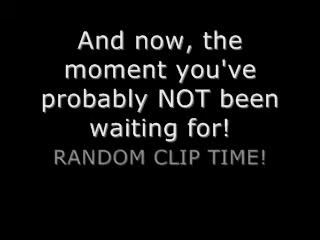 And now, the
moment you've
probably NOT been
waiting for!
RANDOM CLIP TIME!